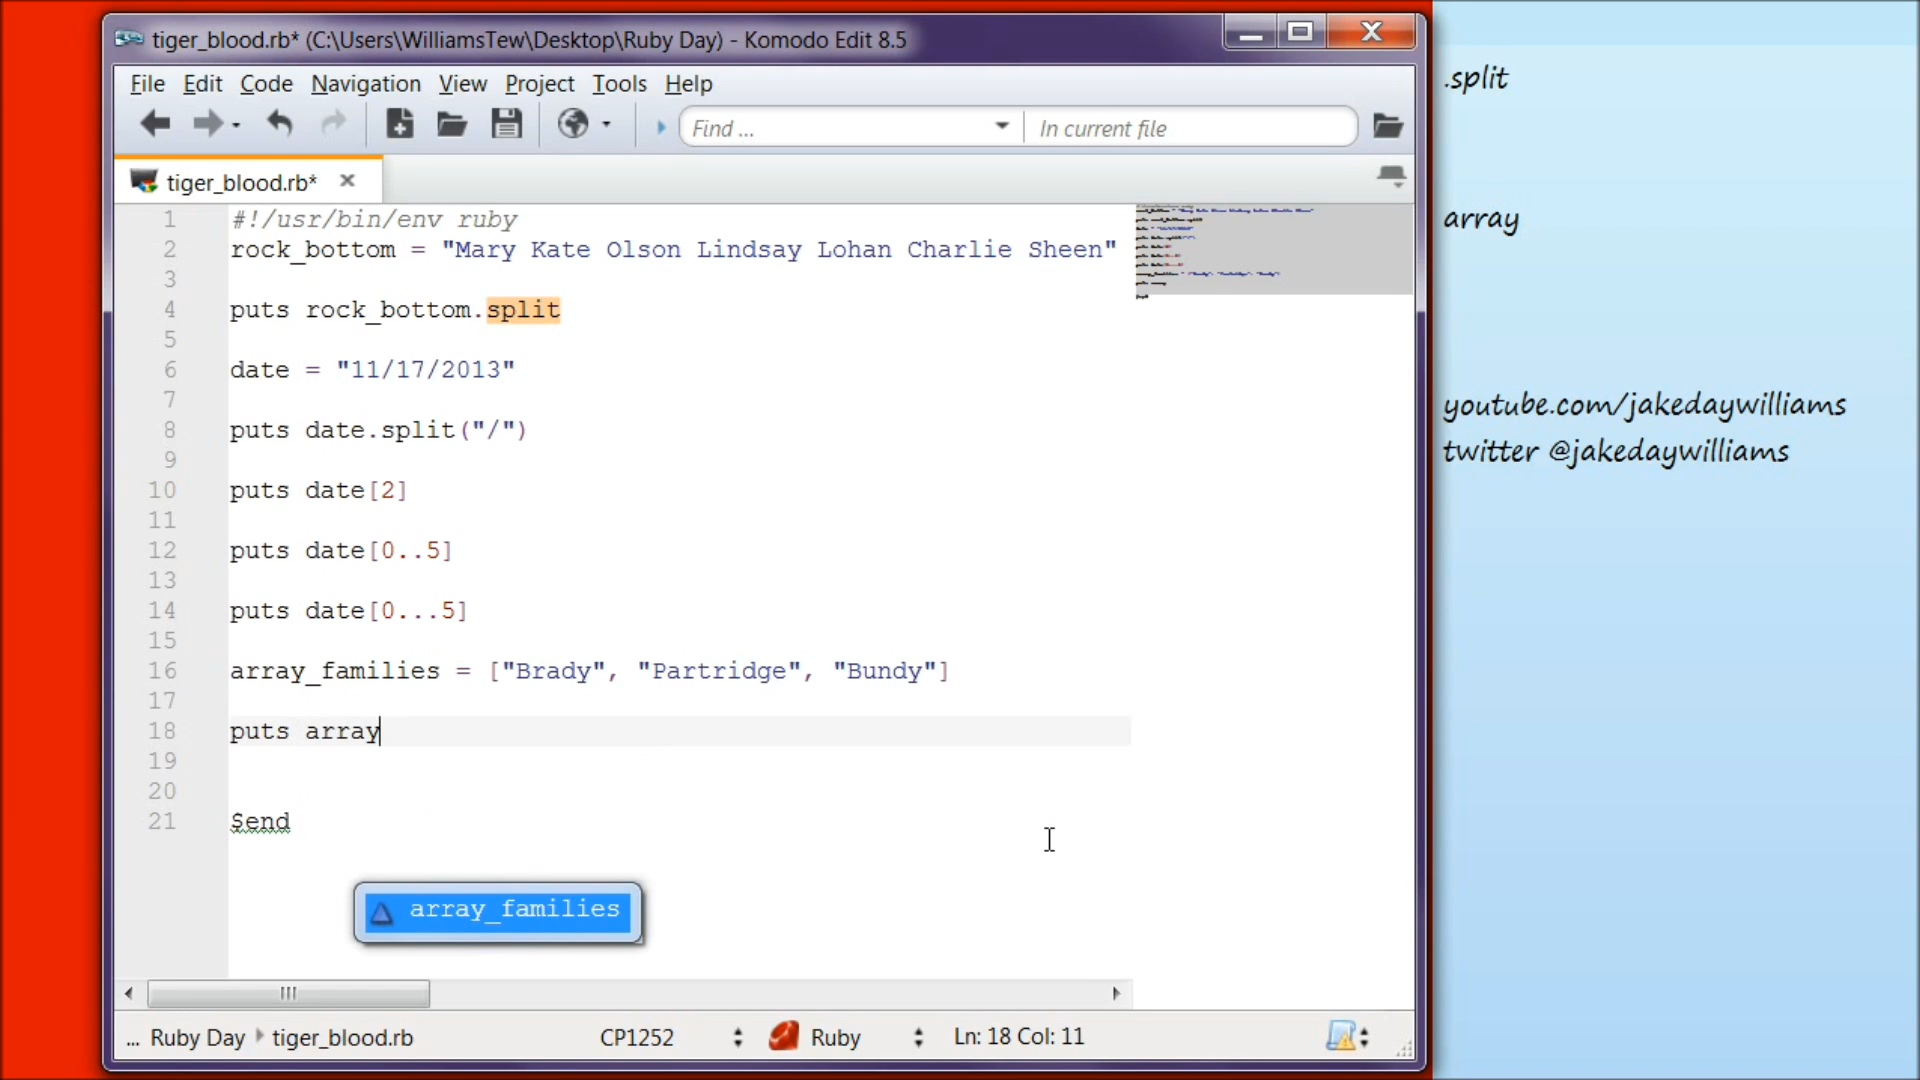 tiger_blood.rb* (C:\Users\WilliamsTew\Desktop\Ruby Day) - Komodo Edit 8.5
File Edit Code Navigation View Project Tools Help
Find ... In current file
tiger_blood.rb*
1 #!/usr/bin/env ruby
2 rock_bottom = "Mary Kate Olson Lindsay Lohan Charlie Sheen"
3
4 puts rock_bottom.split
5
6 date = "11/17/2013"
7
8 puts date.split("/")
9
10 puts date[2]
11
12 puts date[0..5]
13
14 puts date[0...5]
15
16 array_families = ["Brady", "Partridge", "Bundy"]
17
18 puts array
19
20
21 $end
array_families
... Ruby Day tiger_blood.rb CP1252 Ruby Ln: 18 Col: 11
.split
array
youtube.com/jakedaywilliams
twitter @jakedaywilliams